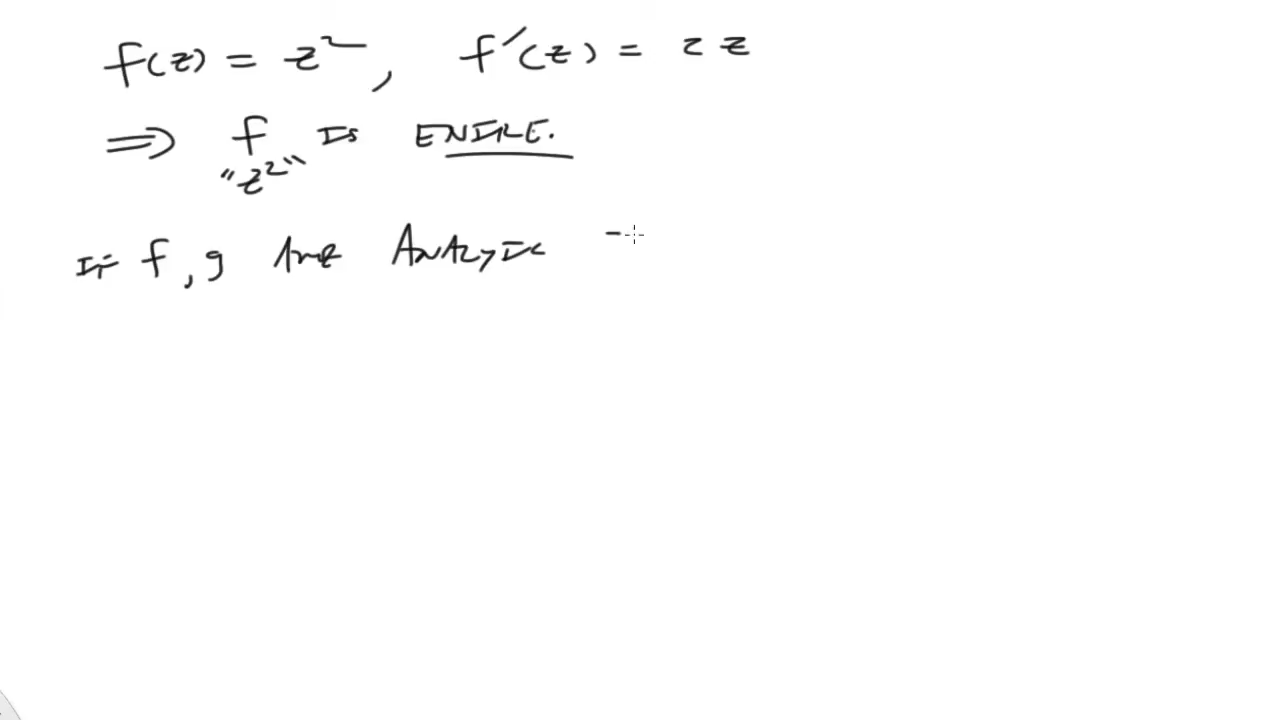 f(z) = z², f'(z) = 2z
⟹ f is ENTIRE.
"z²"
If f, g are ANALYTIC